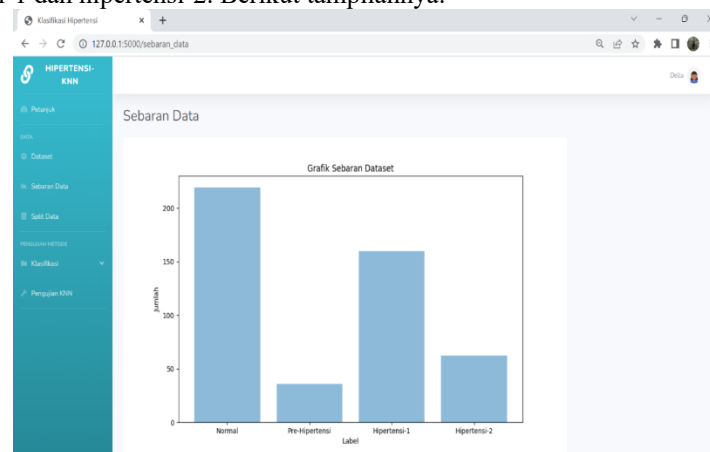 1 dan hipertensi-2. Berikut tampilannya.
Klasifikasi Hipertensi
127.0.0.1:5000/sebaran_data
HIPERTENSI-
KNN
Della
Petunjuk
Sebaran Data
DATA
Dataset
Sebaran Data
Split Data
PENGUJIAN METODE
Klasifikasi
Pengujian KNN
Grafik Sebaran Dataset
200
150
100
50
0
Jumlah
Normal
Pre-Hipertensi
Hipertensi-1
Hipertensi-2
Label